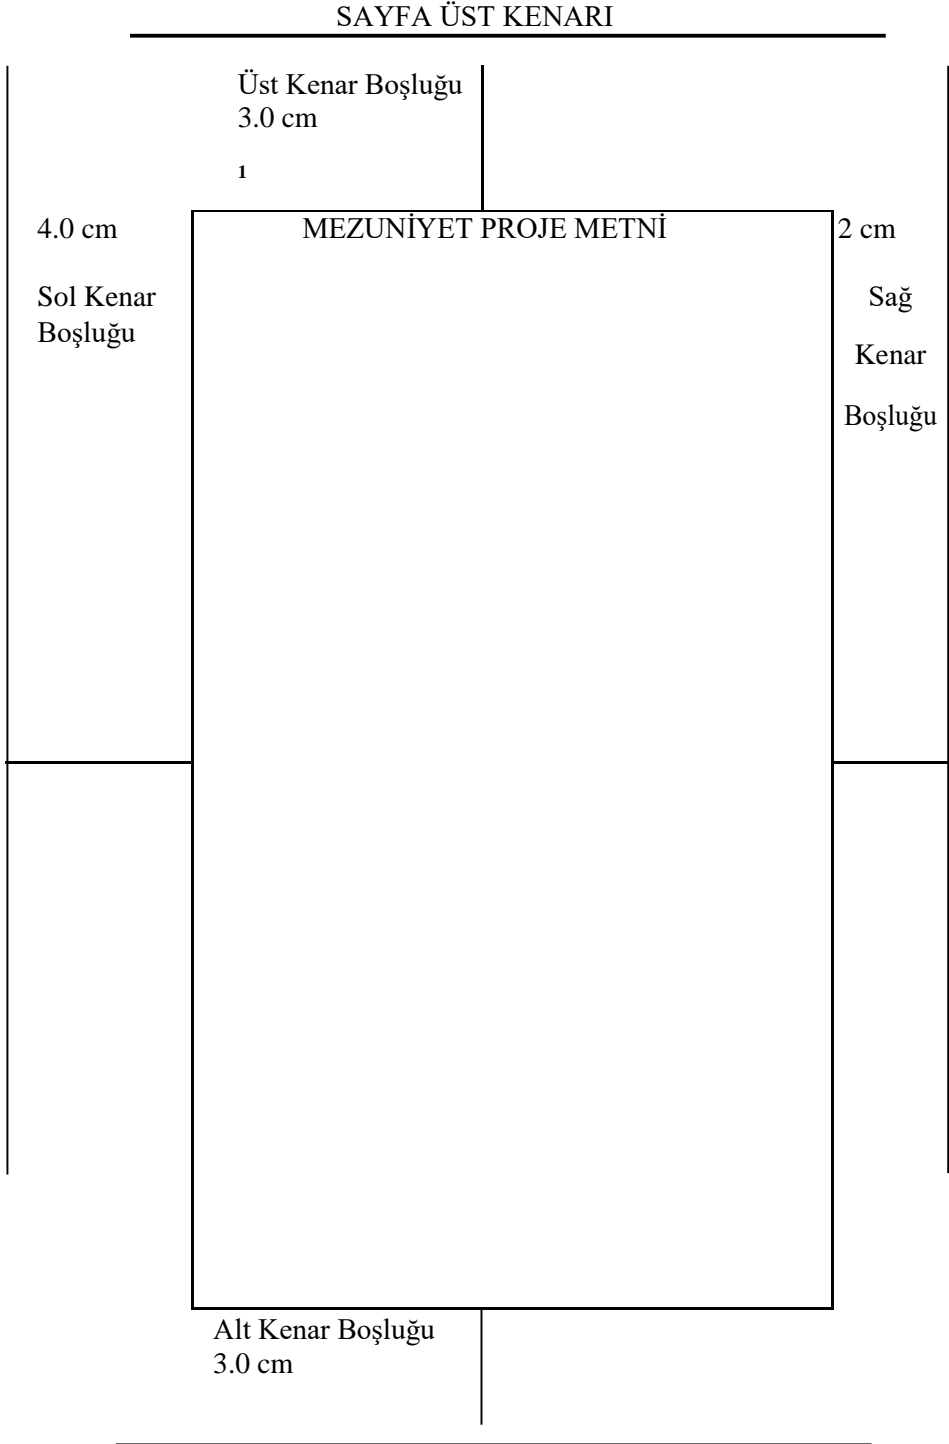 SAYFA ÜST KENARI
Üst Kenar Boşluğu
3.0 cm
1
4.0 cm
MEZUNİYET PROJE METNİ
2 cm
Sol Kenar
Boşluğu
Sağ
Kenar
Boşluğu
Alt Kenar Boşluğu
3.0 cm